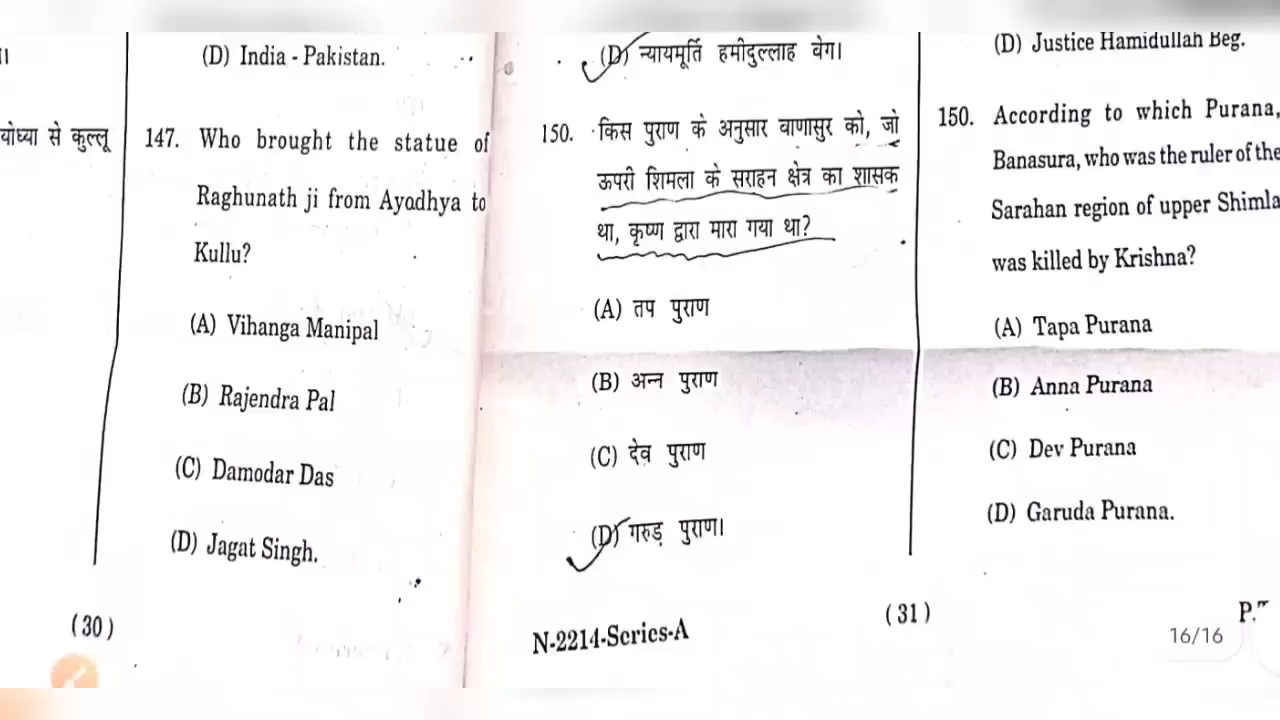 (D) India - Pakistan.
योध्या से कुल्लू
147. Who brought the statue of
Raghunath ji from Ayodhya to
Kullu?
(A) Vihanga Manipal
(B) Rajendra Pal
(C) Damodar Das
(D) Jagat Singh.
(30)
(D) न्यायमूर्ति हमीदुल्लाह बेग।
150. किस पुराण के अनुसार बाणासुर को, जो
ऊपरी शिमला के सराहन क्षेत्र का शासक
था, कृष्ण द्वारा मारा गया था?
(A) तप पुराण
(B) अन्न पुराण
(C) देव पुराण
(D) गरुड़ पुराण।
N-2214-Series-A
(31)
(D) Justice Hamidullah Beg.
150. According to which Purana,
Banasura, who was the ruler of the
Sarahan region of upper Shimla
was killed by Krishna?
(A) Tapa Purana
(B) Anna Purana
(C) Dev Purana
(D) Garuda Purana.
16/16